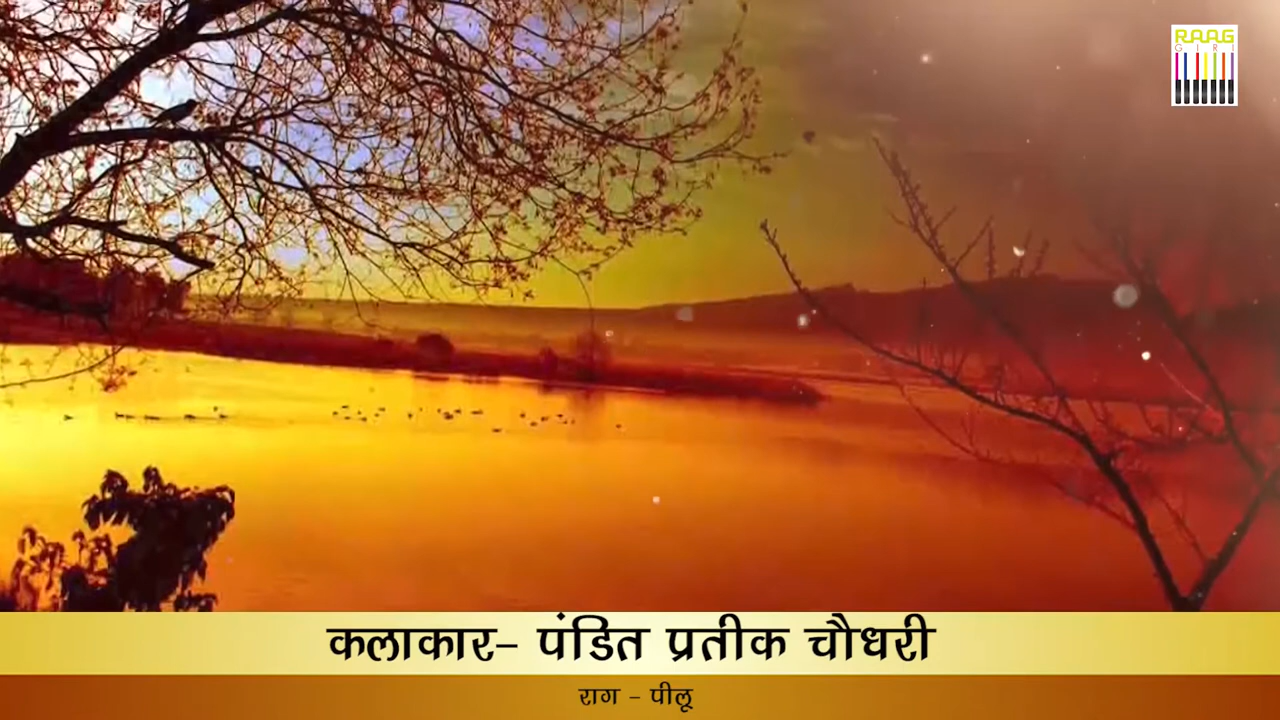 RAAG
GIRI
कलाकार– पंडित प्रतीक चौधरी
राग – पीलू